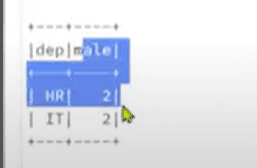 +---+----+
|dep|male|
+---+----+
| HR|   2|
| IT|   2|
+---+----+